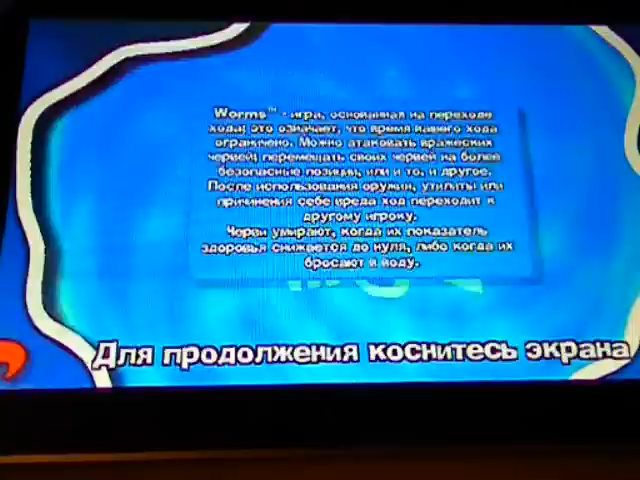 Worms™ - игра, основанная на переходе
хода; это означает, что время вашего хода
ограничено. Можно атаковать вражеских
червей; перемещать своих червей на более
безопасные позиции, или и то, и другое.
После использования оружия, утилиты или
причинения себе вреда ход переходит к
другому игроку.
Черви умирают, когда их показатель
здоровья снижается до нуля, либо когда их
бросают в воду.
Для продолжения коснитесь экрана